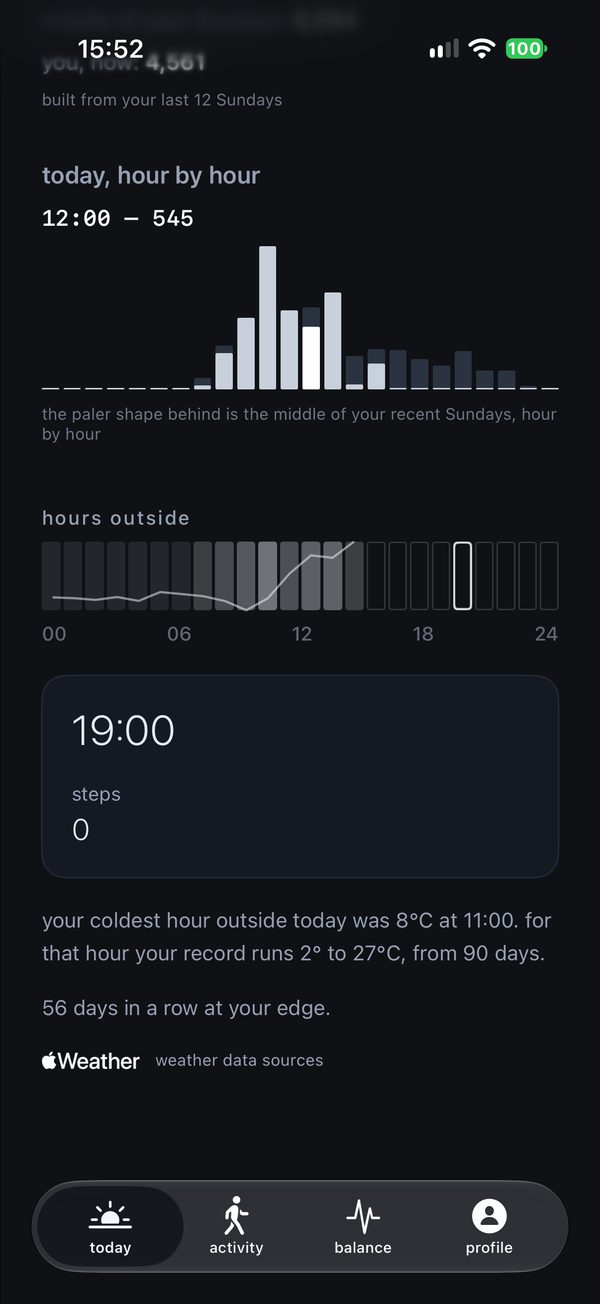 15:52
100
you, now: 4,561
built from your last 12 Sundays
today, hour by hour
12:00 — 545
the paler shape behind is the middle of your recent Sundays, hour
by hour
hours outside
00 06 12 18 24
19:00
steps
0
your coldest hour outside today was 8°C at 11:00. for
that hour your record runs 2° to 27°C, from 90 days.
56 days in a row at your edge.
Weather weather data sources
today activity balance profile